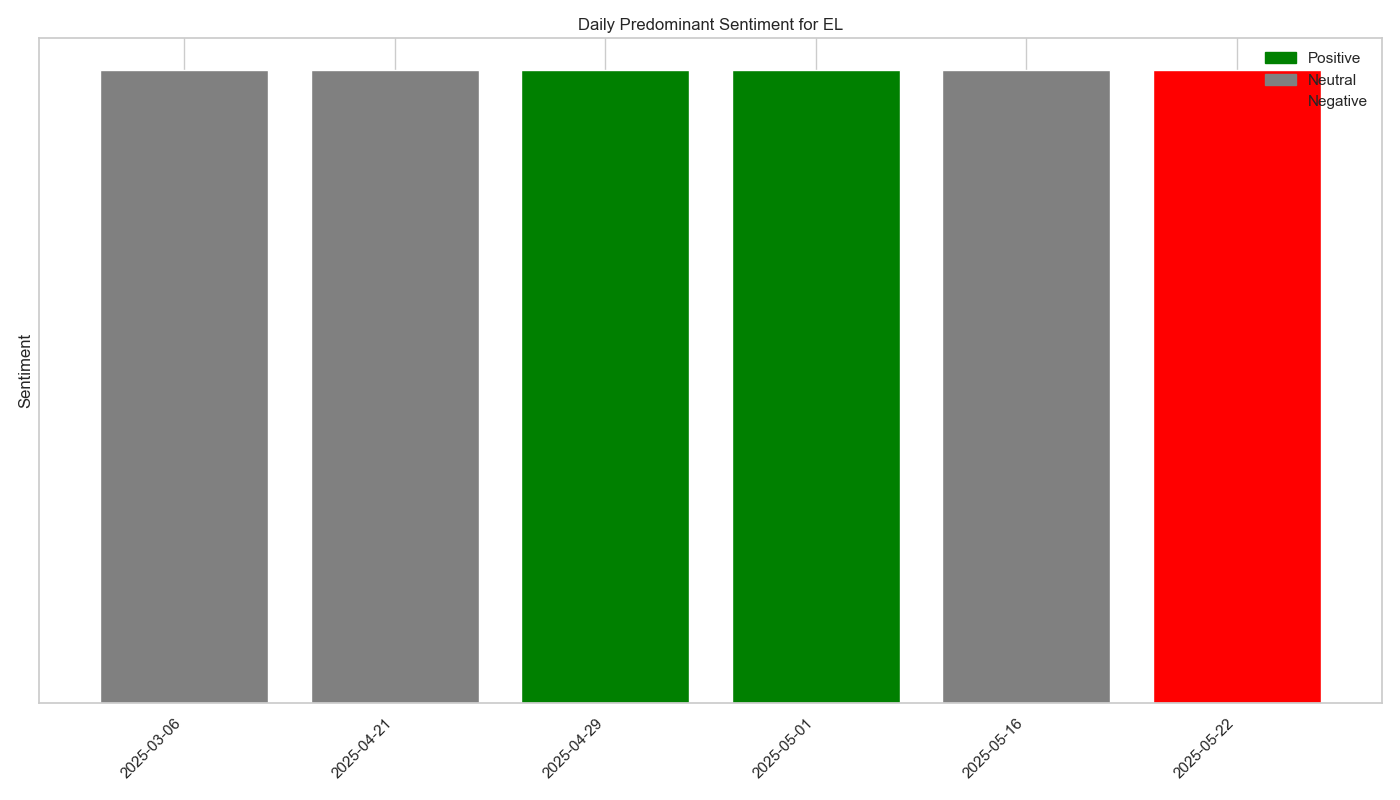 Daily Predominant Sentiment for EL
Positive
Neutral
Negative
Sentiment
2025-03-06
2025-04-21
2025-04-29
2025-05-01
2025-05-16
2025-05-22